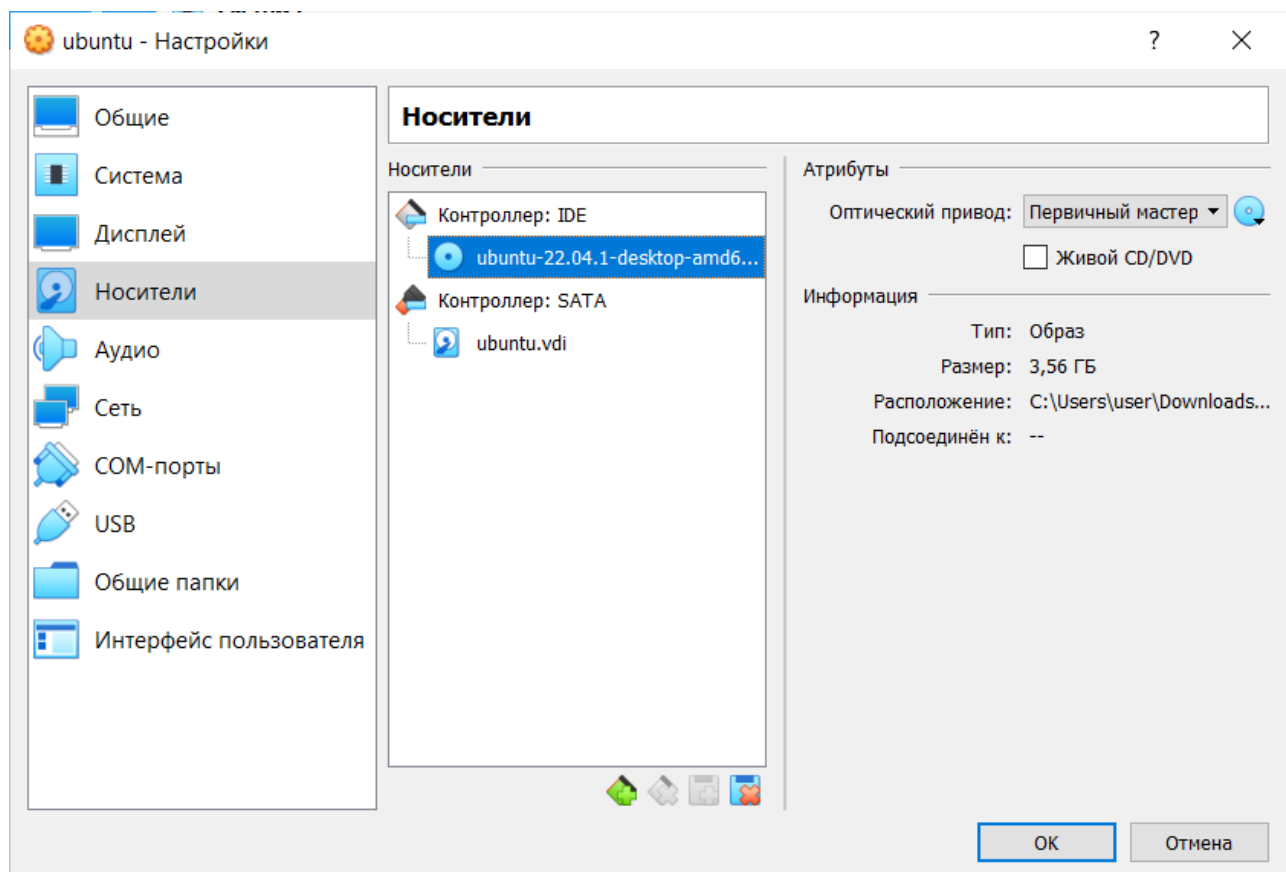 ubuntu - Настройки
?
Общие
Система
Дисплей
Носители
Аудио
Сеть
COM-порты
USB
Общие папки
Интерфейс пользователя
Носители
Носители
Контроллер: IDE
ubuntu-22.04.1-desktop-amd6...
Контроллер: SATA
ubuntu.vdi
Атрибуты
Оптический привод: Первичный мастер
Живой CD/DVD
Информация
Тип: Образ
Размер: 3,56 ГБ
Расположение: C:\Users\user\Downloads...
Подсоединён к: --
OK
Отмена